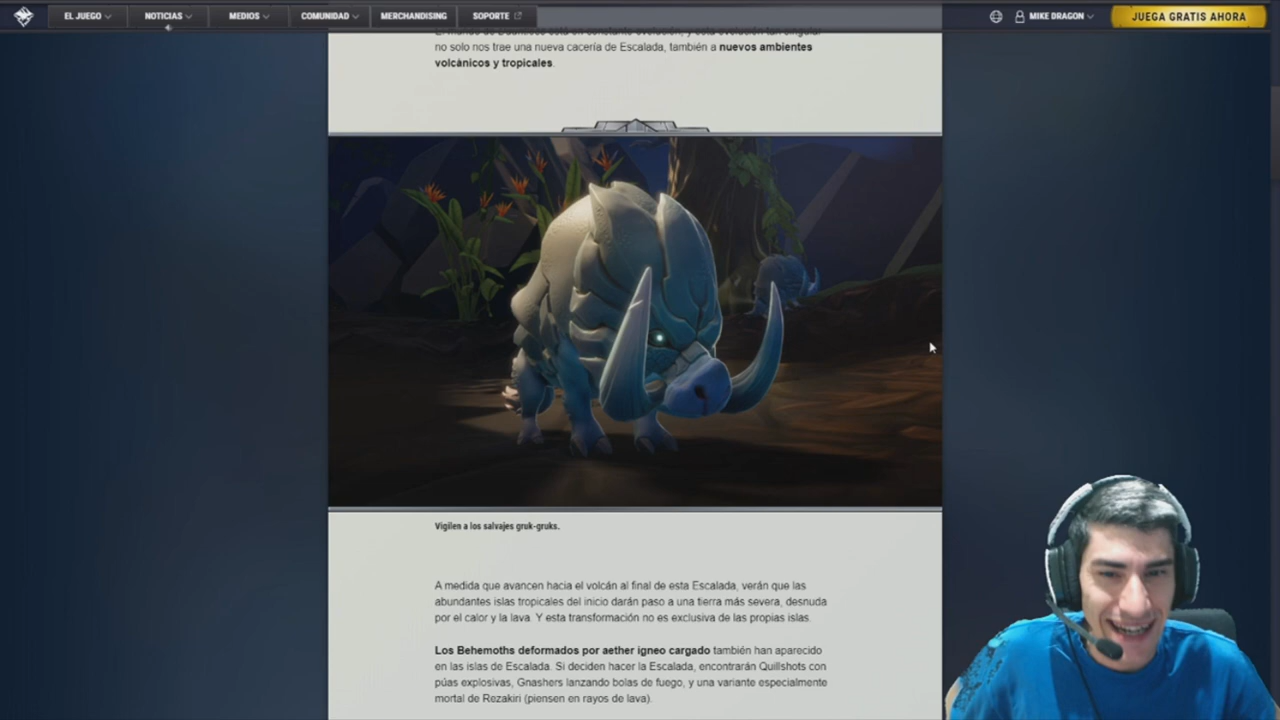 EL JUEGO
NOTICIAS
MEDIOS
COMUNIDAD
MERCHANDISING
SOPORTE
MIKE DRAGON
JUEGA GRATIS AHORA
no solo nos trae una nueva cacería de Escalada, también a nuevos ambientes
volcánicos y tropicales.
Vigilen a los salvajes gruk-gruks.
A medida que avancen hacia el volcán al final de esta Escalada, verán que las
abundantes islas tropicales del inicio darán paso a una tierra más severa, desnuda
por el calor y la lava. Y esta transformación no es exclusiva de las propias islas.
Los Behemoths deformados por aether ígneo cargado también han aparecido
en las islas de Escalada. Si deciden hacer la Escalada, encontrarán Quillshots con
púas explosivas, Gnashers lanzando bolas de fuego, y una variante especialmente
mortal de Rezakiri (piensen en rayos de lava).